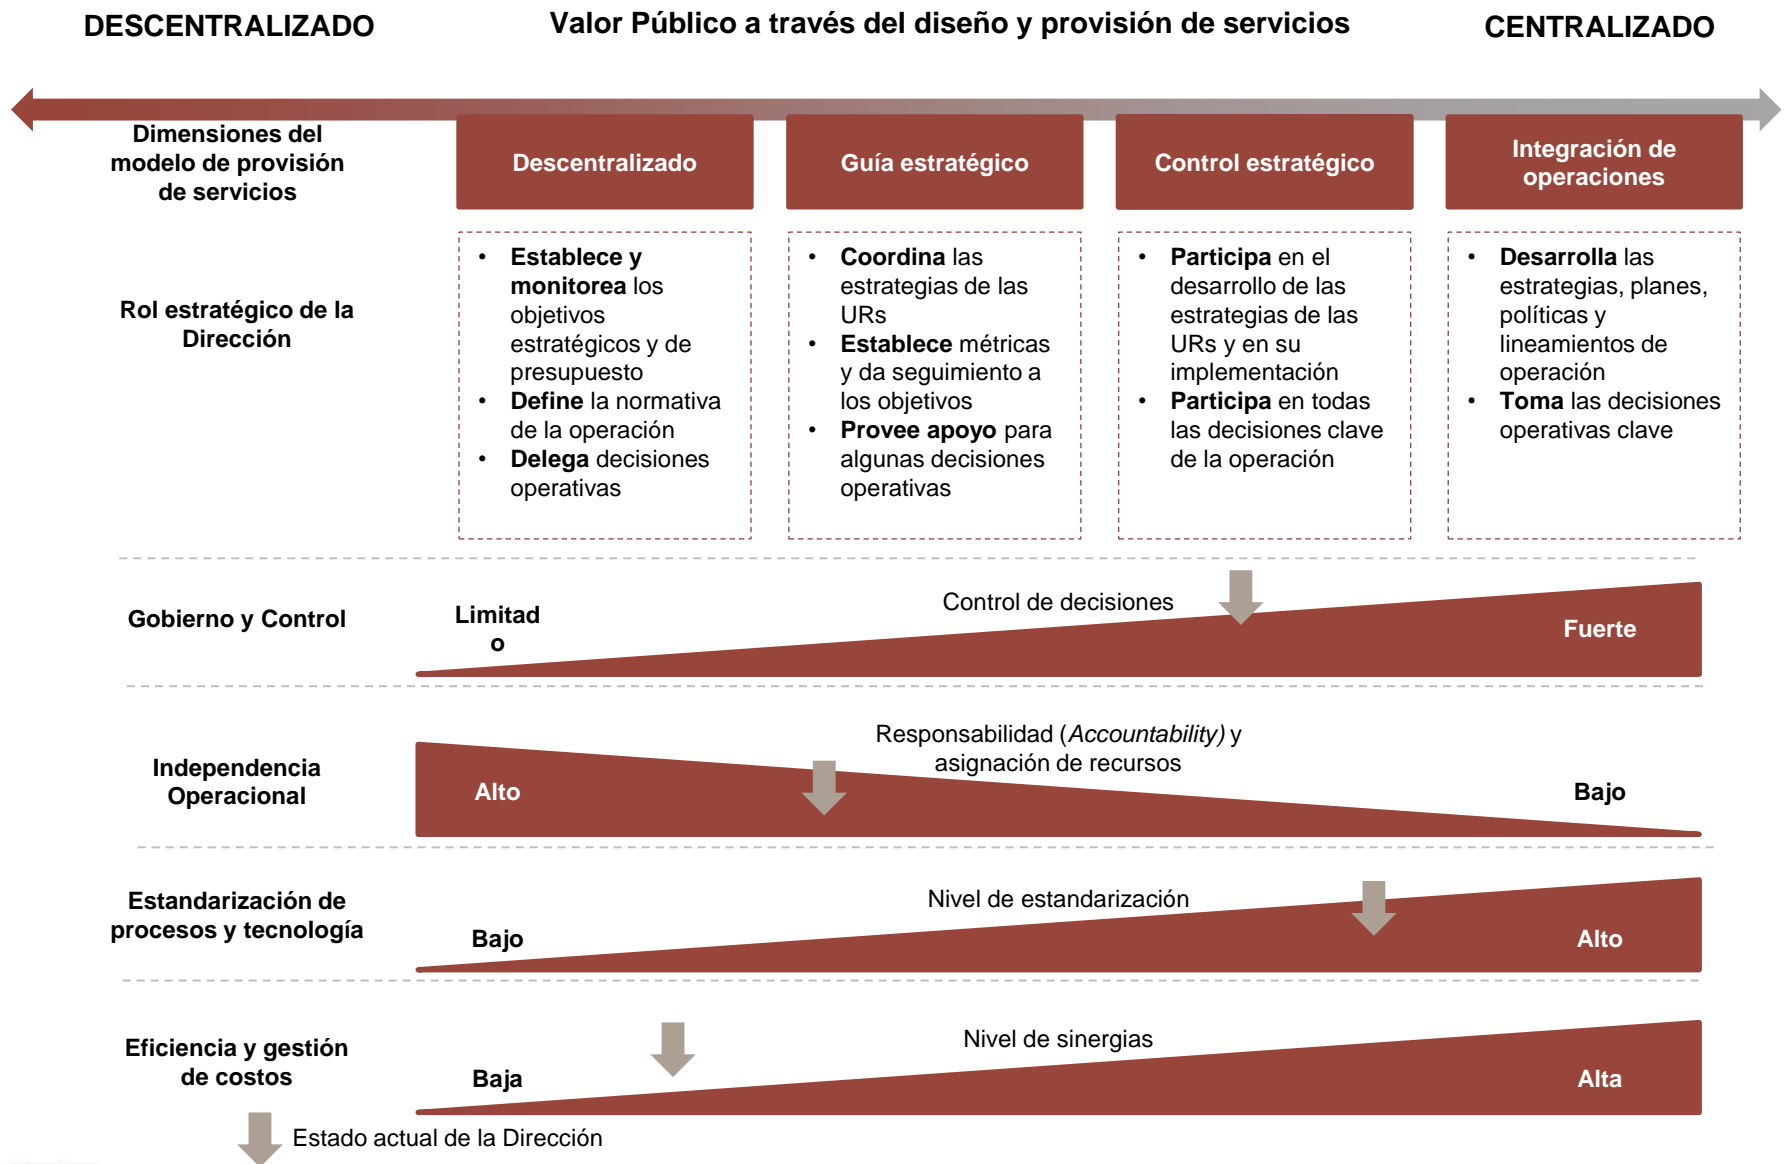 DESCENTRALIZADO
Valor Público a través del diseño y provisión de servicios
CENTRALIZADO
Dimensiones del
modelo de provisión
de servicios
Descentralizado
Guía estratégico
Control estratégico
Integración de
operaciones
Rol estratégico de la
Dirección
• Establece y
monitorea los
objetivos
estratégicos y de
presupuesto
• Define la normativa
de la operación
• Delega decisiones
operativas
• Coordina las
estrategias de las
URs
• Establece métricas
y da seguimiento a
los objetivos
• Provee apoyo para
algunas decisiones
operativas
• Participa en el
desarrollo de las
estrategias de las
URs y en su
implementación
• Participa en todas
las decisiones clave
de la operación
• Desarrolla las
estrategias, planes,
políticas y
lineamientos de
operación
• Toma las decisiones
operativas clave
Gobierno y Control
Limitad
o
Control de decisiones
Fuerte
Independencia
Operacional
Alto
Responsabilidad (Accountability) y
asignación de recursos
Bajo
Estandarización de
procesos y tecnología
Bajo
Nivel de estandarización
Alto
Eficiencia y gestión
de costos
Baja
Nivel de sinergias
Alta
Estado actual de la Dirección